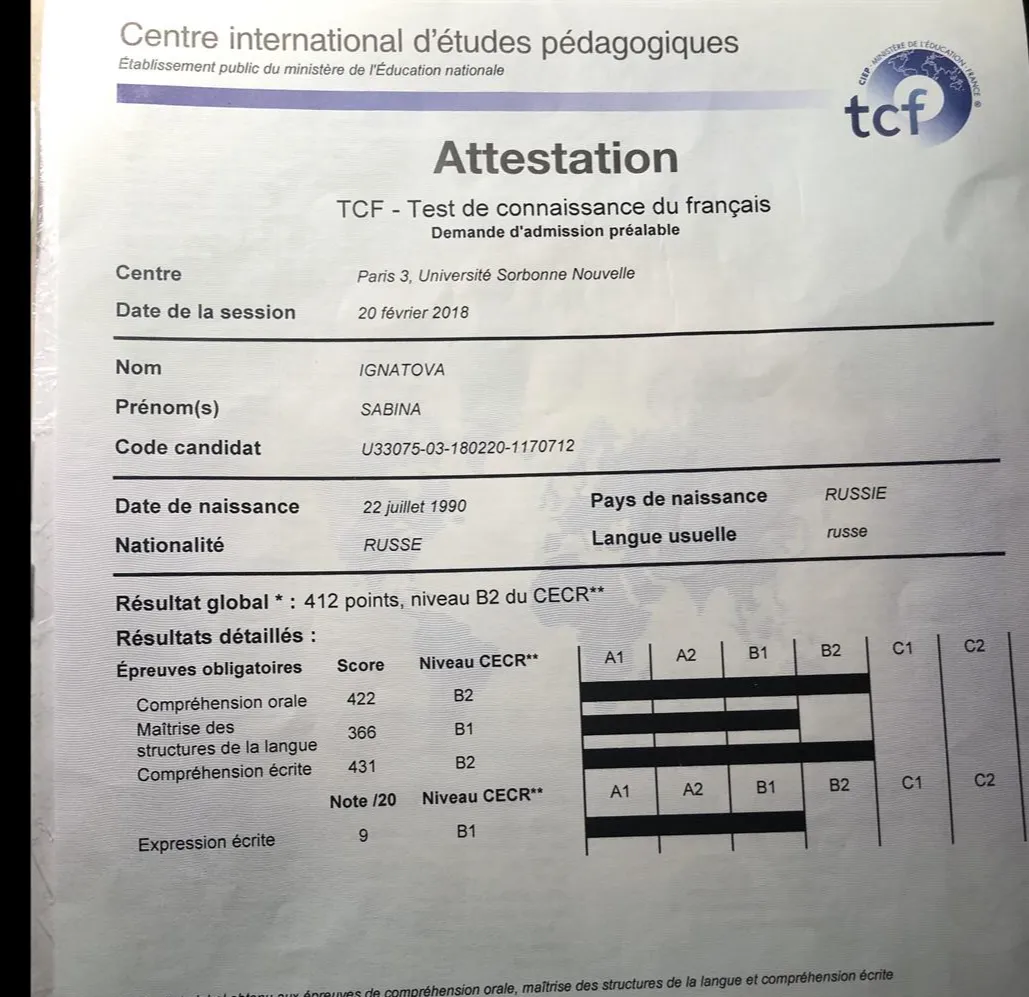 Centre international d'études pédagogiques
Établissement public du ministère de l'Éducation nationale
CIEP - MINISTÈRE DE L'ÉDUCATION - FRANCE ®
tcf
Attestation
TCF - Test de connaissance du français
Demande d'admission préalable
Centre Paris 3, Université Sorbonne Nouvelle
Date de la session 20 février 2018
Nom IGNATOVA
Prénom(s) SABINA
Code candidat U33075-03-180220-1170712
Date de naissance 22 juillet 1990 Pays de naissance RUSSIE
Nationalité RUSSE Langue usuelle russe
Résultat global * : 412 points, niveau B2 du CECR**
Résultats détaillés :
Épreuves obligatoires Score Niveau CECR** A1 A2 B1 B2 C1 C2
Compréhension orale 422 B2
Maîtrise des
structures de la langue 366 B1
Compréhension écrite 431 B2
Note /20 Niveau CECR** A1 A2 B1 B2 C1 C2
Expression écrite 9 B1
aux épreuves de compréhension orale, maîtrise des structures de la langue et compréhension écrite